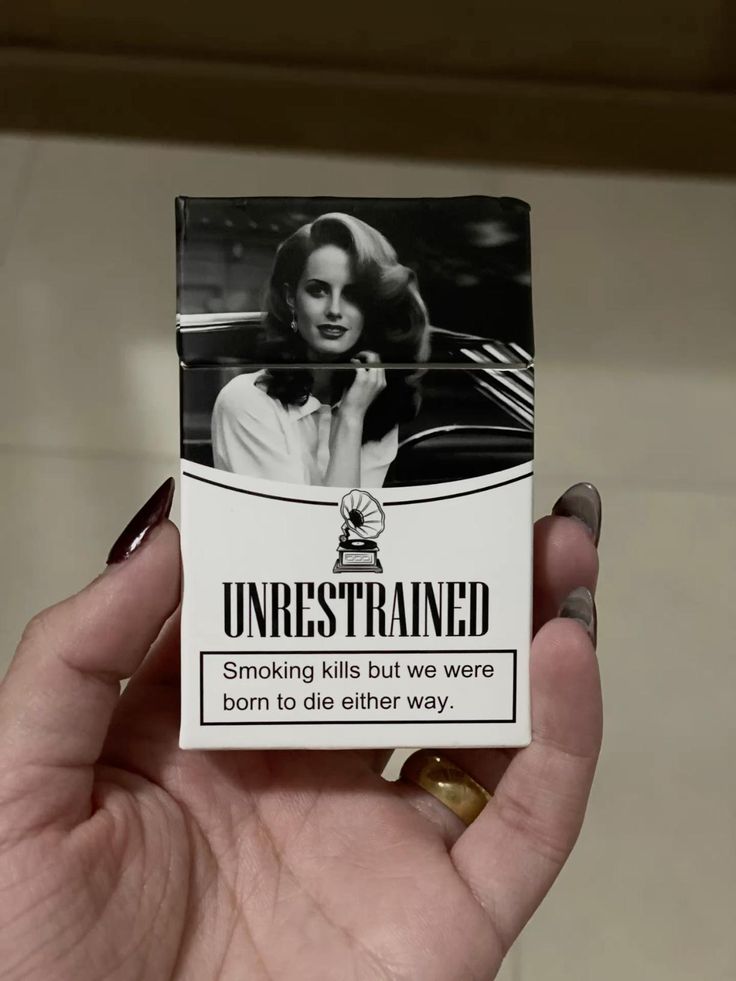 UNRESTRAINED
Smoking kills but we were
born to die either way.